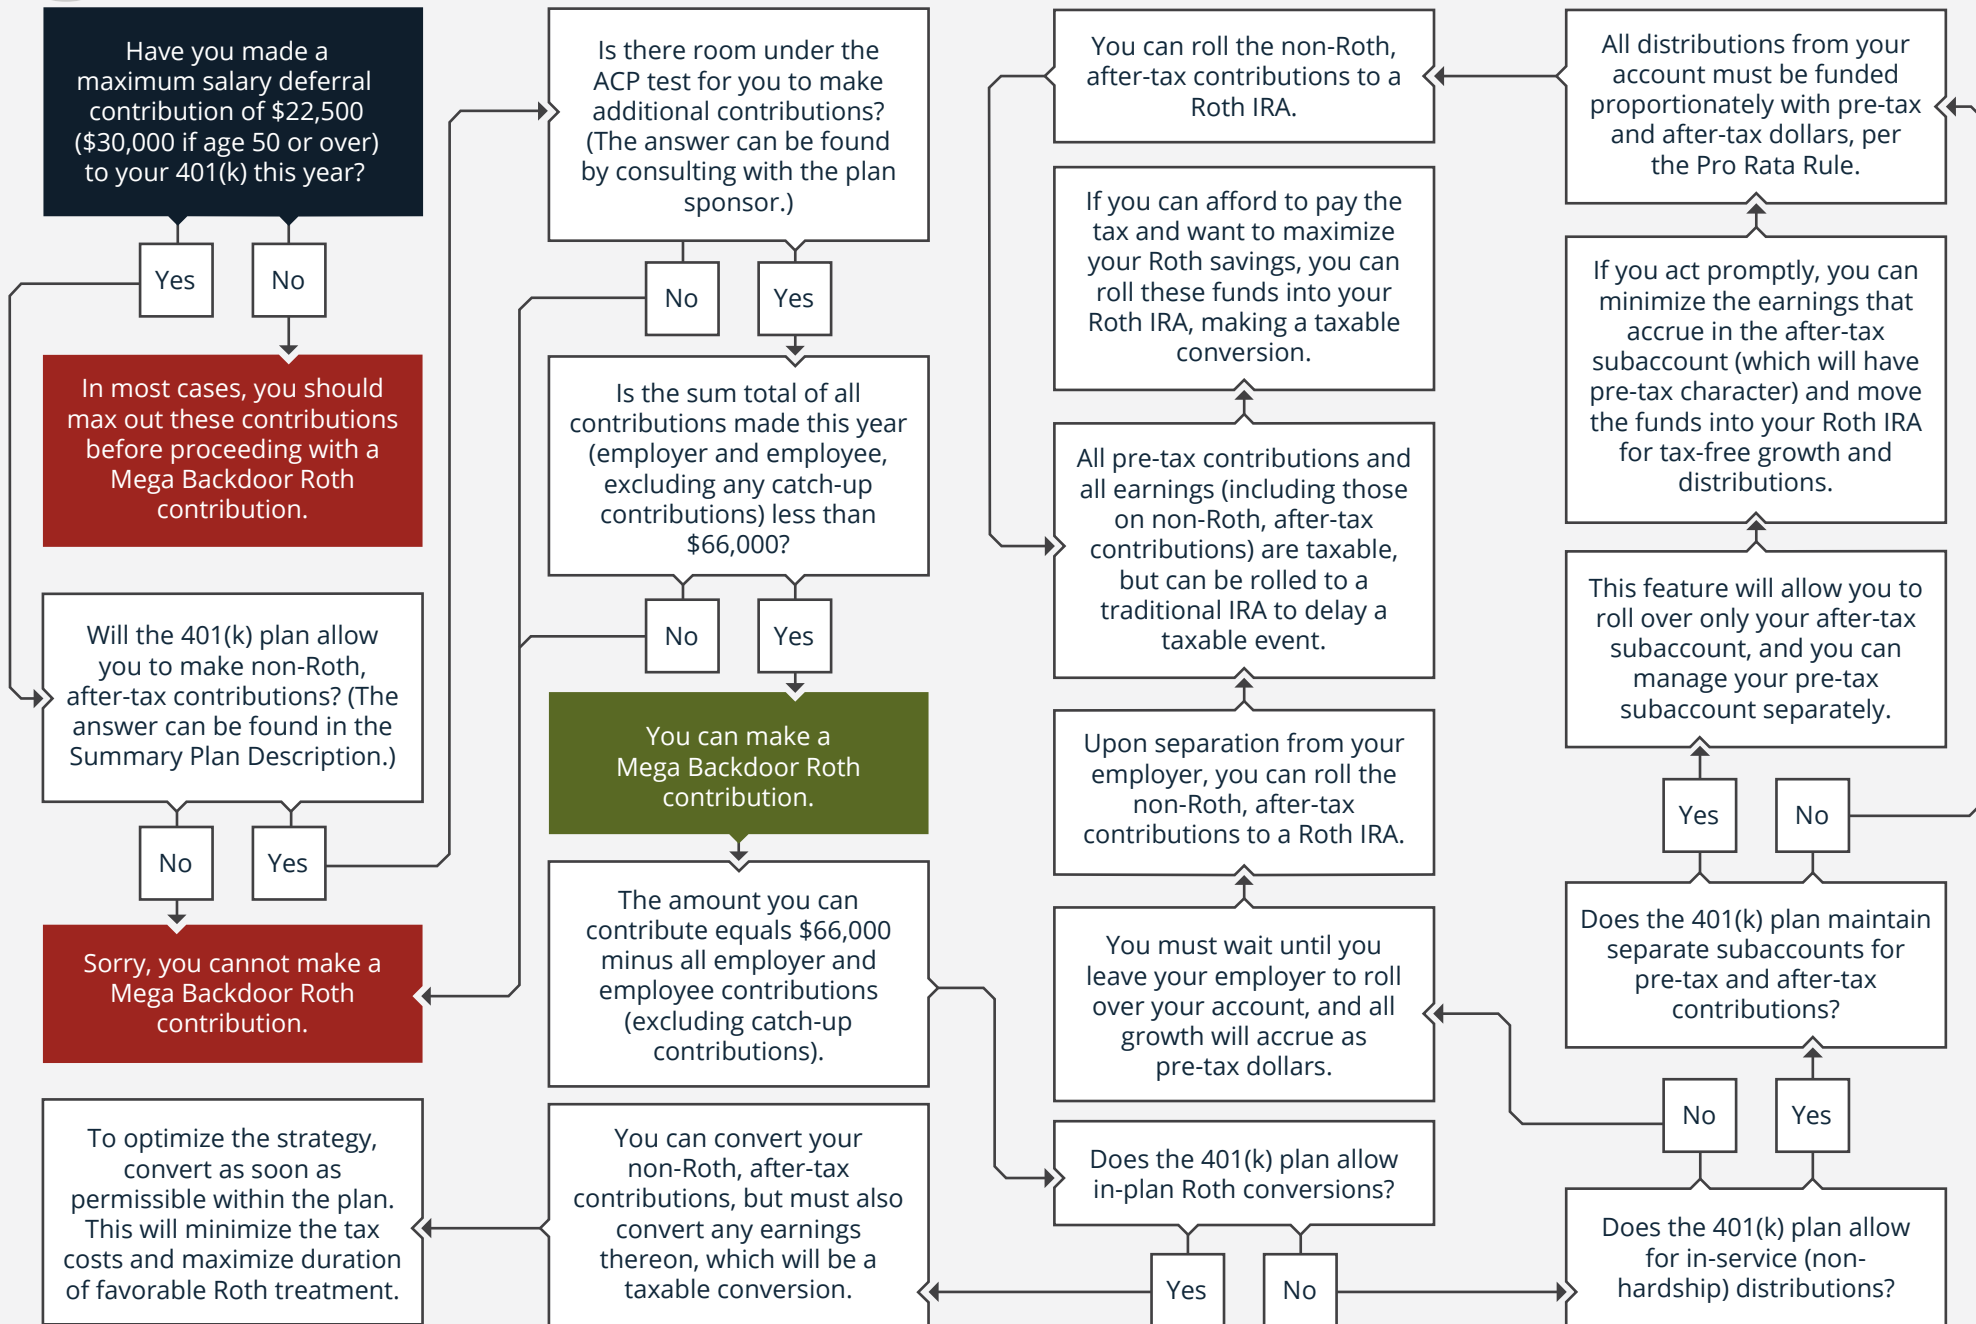 Have you made a
maximum salary deferral
contribution of $22,500
($30,000 if age 50 or over)
to your 401(k) this year?
Yes
No
In most cases, you should
max out these contributions
before proceeding with a
Mega Backdoor Roth
contribution.
Will the 401(k) plan allow
you to make non-Roth,
after-tax contributions? (The
answer can be found in the
Summary Plan Description.)
No
Yes
Sorry, you cannot make a
Mega Backdoor Roth
contribution.
Is there room under the
ACP test for you to make
additional contributions?
(The answer can be found
by consulting with the plan
sponsor.)
No
Yes
Is the sum total of all
contributions made this year
(employer and employee,
excluding any catch-up
contributions) less than
$66,000?
No
Yes
You can make a
Mega Backdoor Roth
contribution.
The amount you can
contribute equals $66,000
minus all employer and
employee contributions
(excluding catch-up
contributions).
Does the 401(k) plan allow
in-plan Roth conversions?
Yes
No
You can convert your
non-Roth, after-tax
contributions, but must also
convert any earnings
thereon, which will be a
taxable conversion.
To optimize the strategy,
convert as soon as
permissible within the plan.
This will minimize the tax
costs and maximize duration
of favorable Roth treatment.
Does the 401(k) plan allow
for in-service (non-
hardship) distributions?
No
Yes
You must wait until you
leave your employer to roll
over your account, and all
growth will accrue as
pre-tax dollars.
Upon separation from your
employer, you can roll the
non-Roth, after-tax
contributions to a Roth IRA.
All pre-tax contributions and
all earnings (including those
on non-Roth, after-tax
contributions) are taxable,
but can be rolled to a
traditional IRA to delay a
taxable event.
If you can afford to pay the
tax and want to maximize
your Roth savings, you can
roll these funds into your
Roth IRA, making a taxable
conversion.
You can roll the non-Roth,
after-tax contributions to a
Roth IRA.
Does the 401(k) plan maintain
separate subaccounts for
pre-tax and after-tax
contributions?
Yes
No
This feature will allow you to
roll over only your after-tax
subaccount, and you can
manage your pre-tax
subaccount separately.
If you act promptly, you can
minimize the earnings that
accrue in the after-tax
subaccount (which will have
pre-tax character) and move
the funds into your Roth IRA
for tax-free growth and
distributions.
All distributions from your
account must be funded
proportionately with pre-tax
and after-tax dollars, per
the Pro Rata Rule.